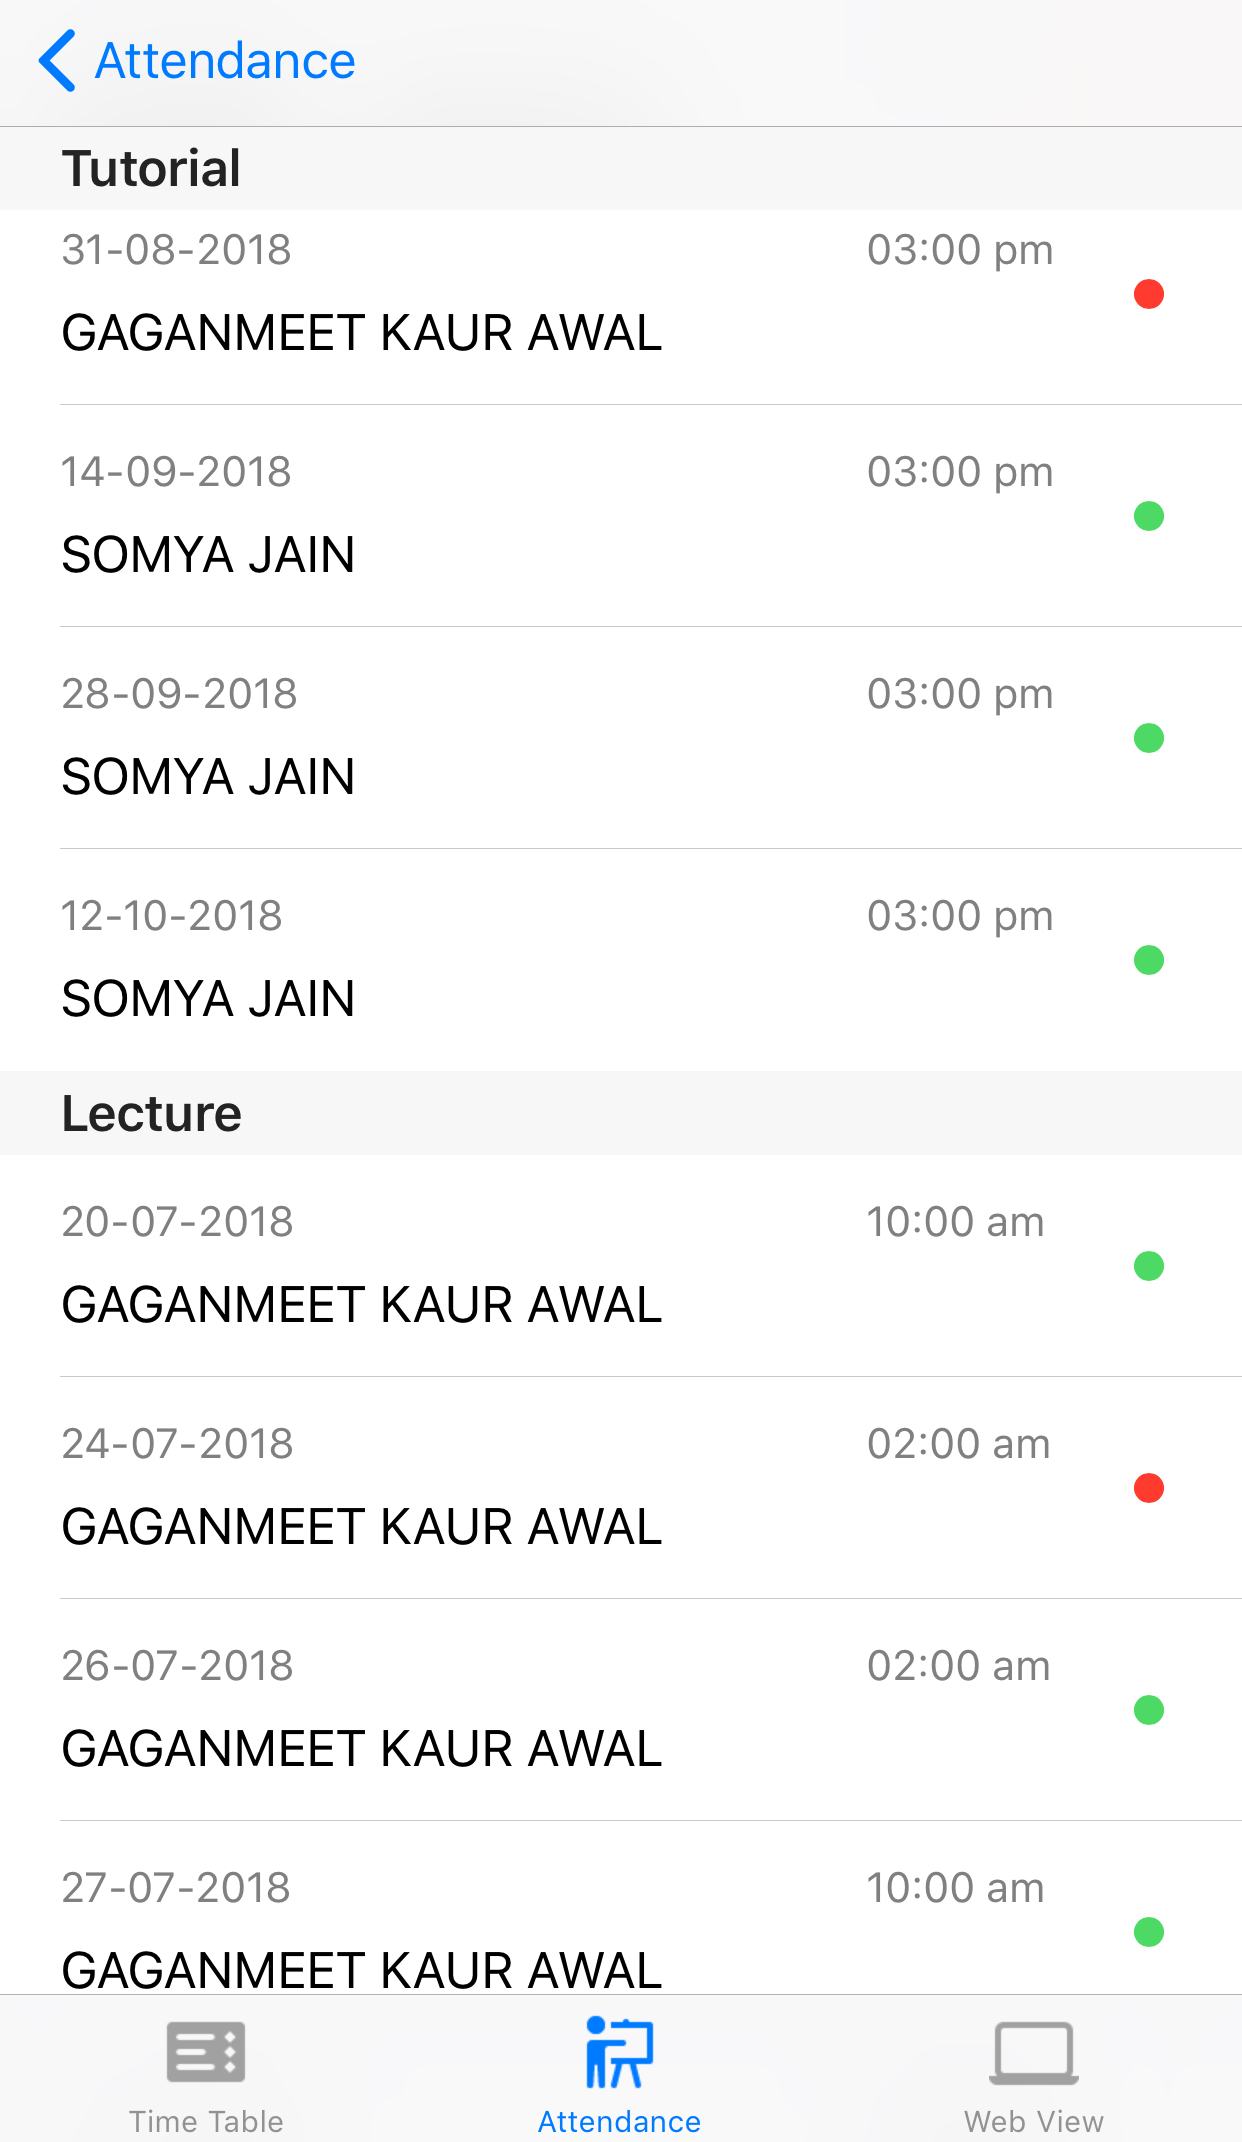 Attendance
Tutorial
31-08-2018 03:00 pm
GAGANMEET KAUR AWAL
14-09-2018 03:00 pm
SOMYA JAIN
28-09-2018 03:00 pm
SOMYA JAIN
12-10-2018 03:00 pm
SOMYA JAIN
Lecture
20-07-2018 10:00 am
GAGANMEET KAUR AWAL
24-07-2018 02:00 am
GAGANMEET KAUR AWAL
26-07-2018 02:00 am
GAGANMEET KAUR AWAL
27-07-2018 10:00 am
GAGANMEET KAUR AWAL
Time Table Attendance Web View